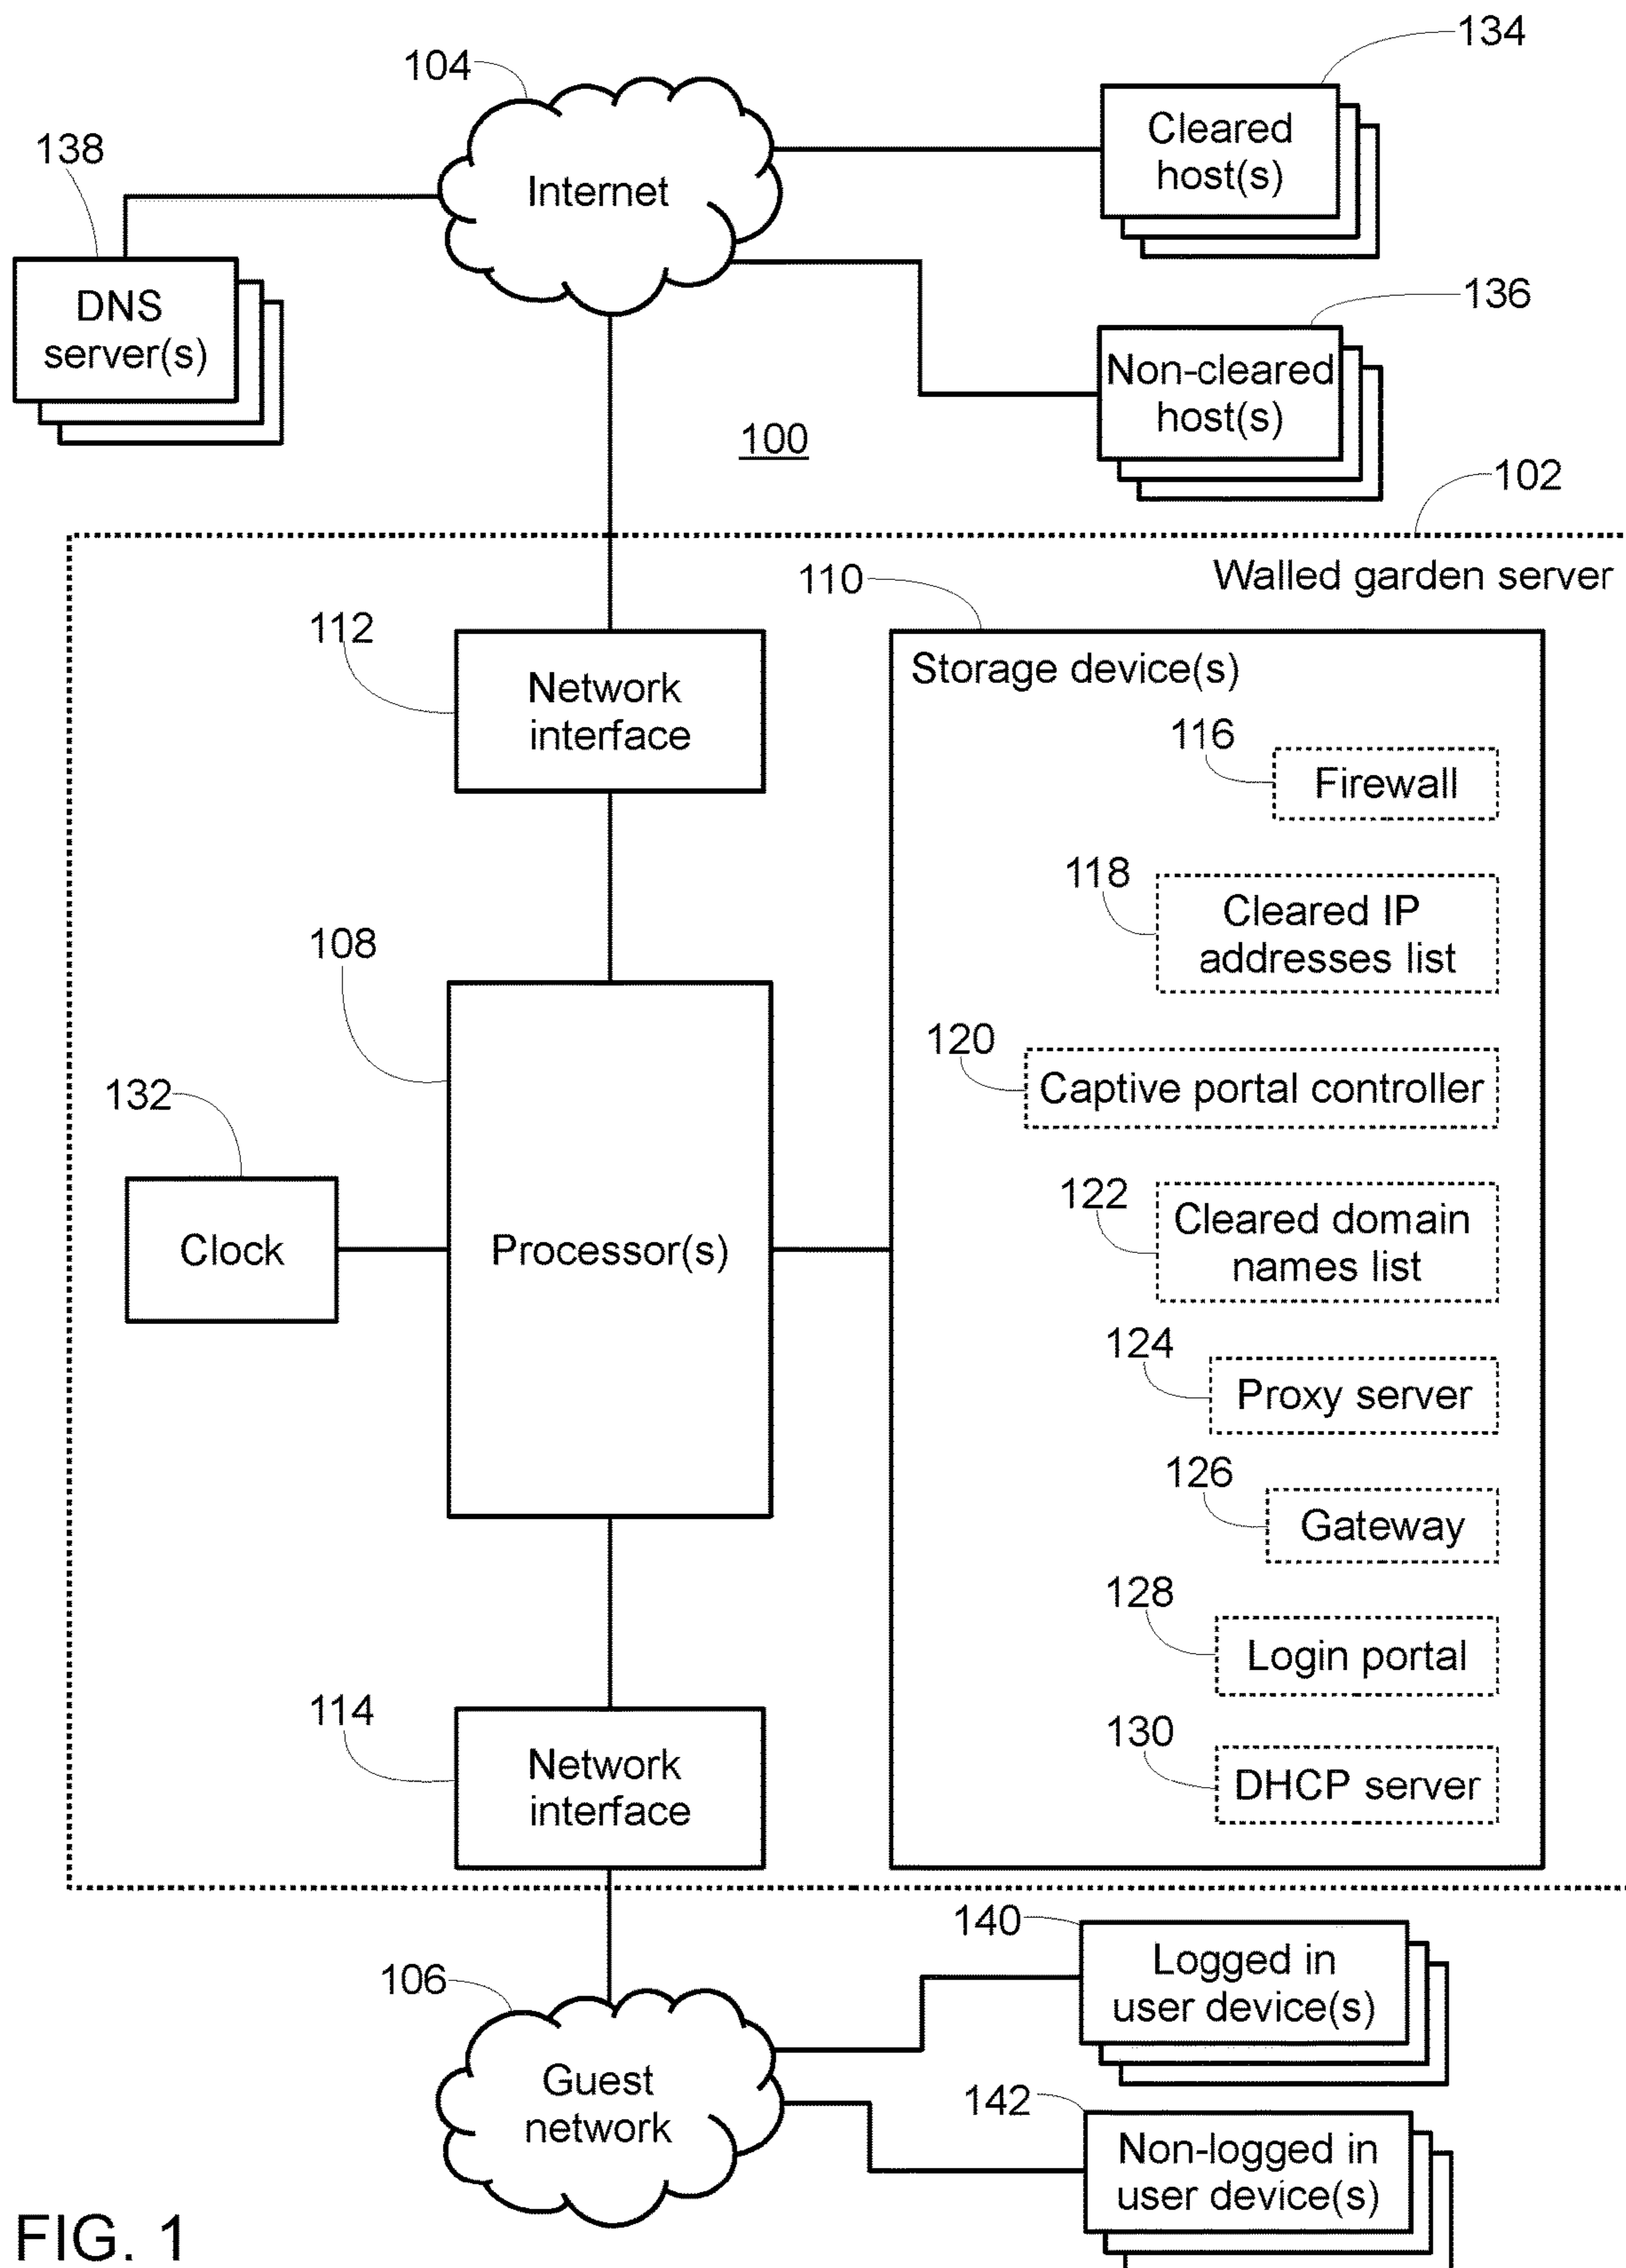 104
134
Cleared
host(s)
138
Internet
DNS
server(s)
136
Non-cleared
host(s)
100
102
Walled garden server
110
112
Storage device(s)
Network
interface
116
Firewall
118
Cleared IP
addresses list
108
120
Captive portal controller
132
122
Cleared domain
names list
Clock
Processor(s)
124
Proxy server
126
Gateway
128
Login portal
114
130
Network
interface
DHCP server
140
Logged in
user device(s)
106
Guest
network
142
Non-logged in
user device(s)
FIG. 1